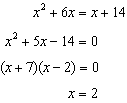 x² + 6x = x + 14
x² + 5x − 14 = 0
(x + 7)(x − 2) = 0
x = 2